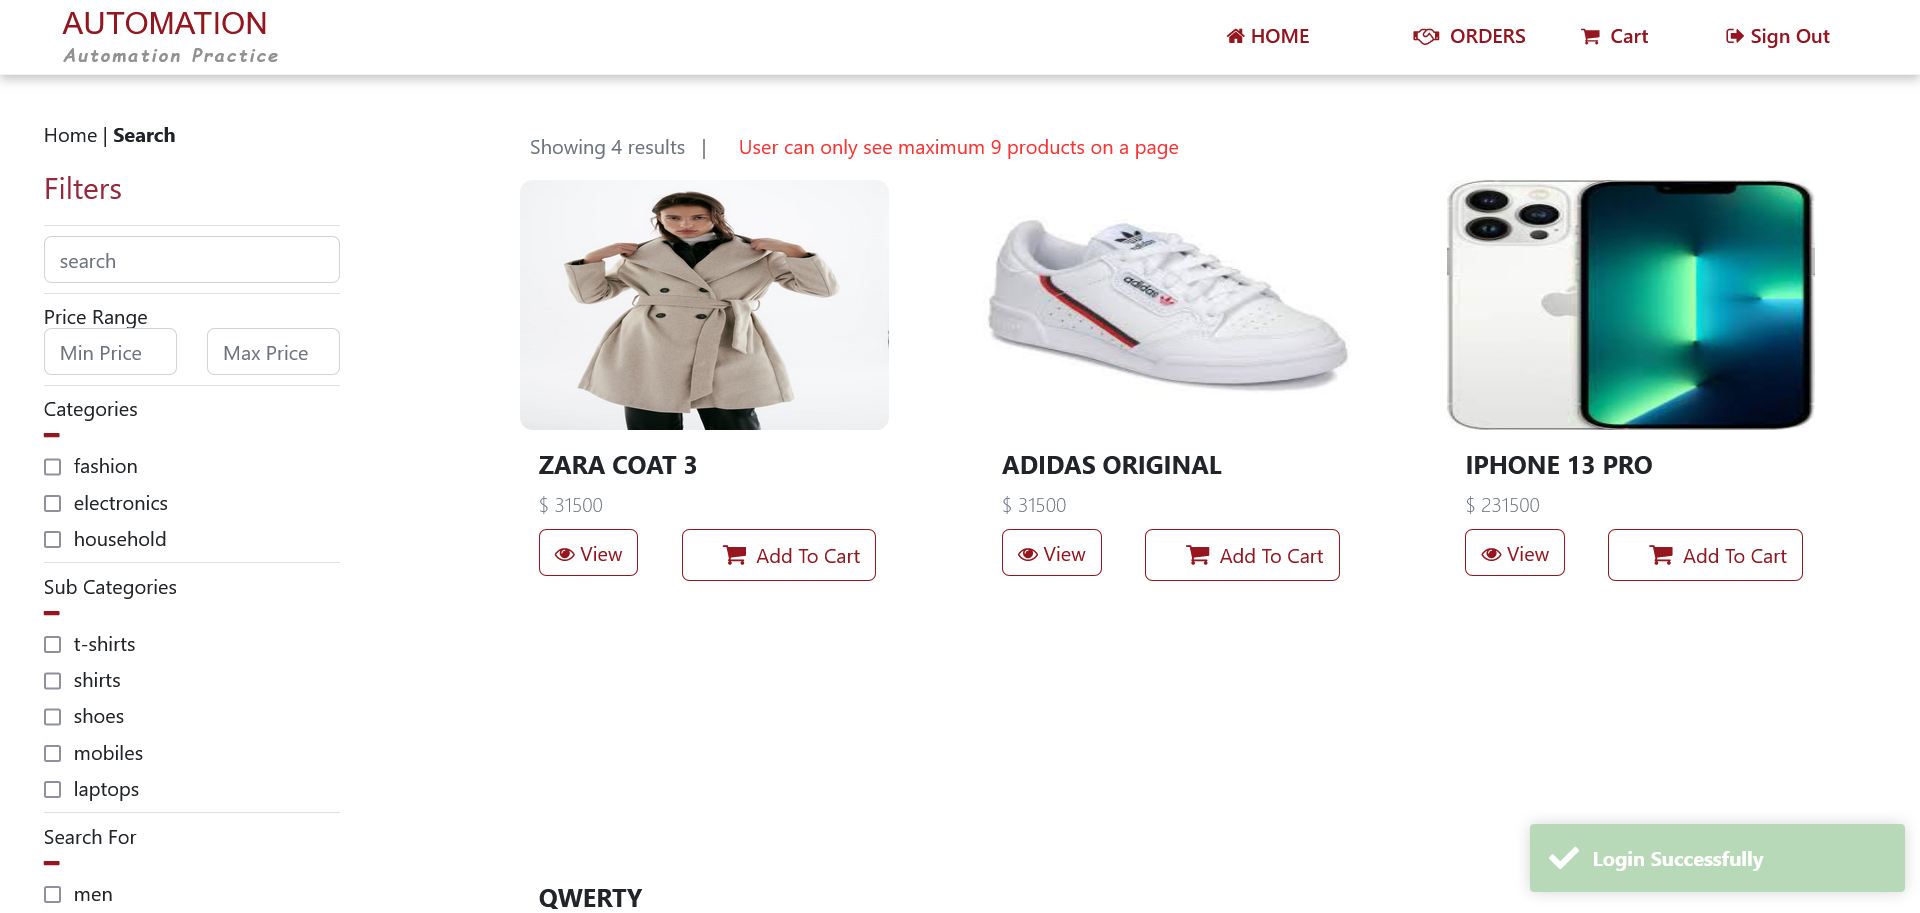 AUTOMATION
Automation Practice
HOME
ORDERS
Cart
Sign Out
Home | Search
Filters
search
Price Range
Min Price
Max Price
Categories
fashion
electronics
household
Sub Categories
t-shirts
shirts
shoes
mobiles
laptops
Search For
men
Showing 4 results |
User can only see maximum 9 products on a page
adidas
adidas
ZARA COAT 3
$ 31500
View
Add To Cart
ADIDAS ORIGINAL
$ 31500
View
Add To Cart
IPHONE 13 PRO
$ 231500
View
Add To Cart
QWERTY
Login Successfully